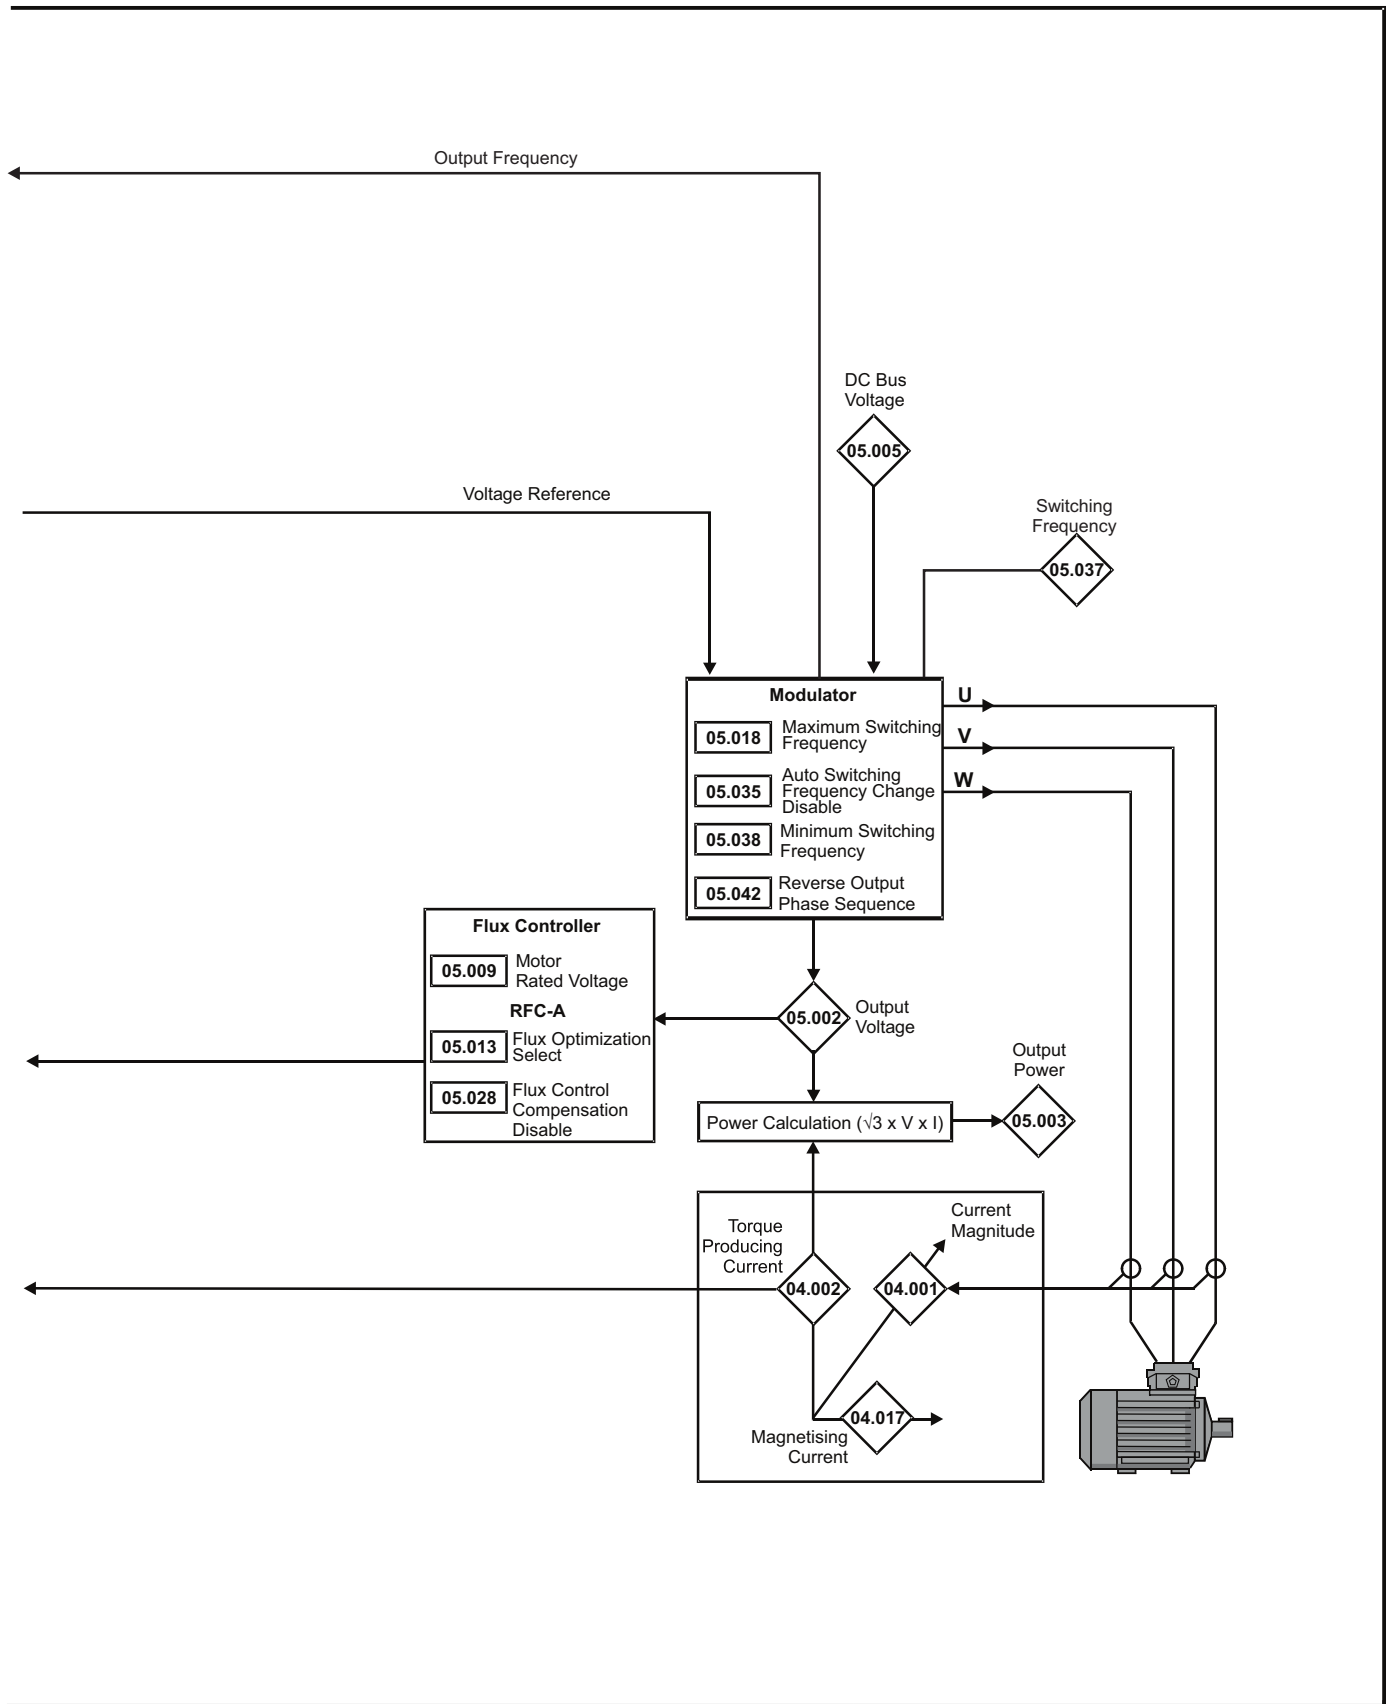 Output Frequency
DC Bus
Voltage
05.005
Voltage Reference
Switching
Frequency
05.037
Modulator
05.018
Maximum Switching
Frequency
05.035
Auto Switching
Frequency Change
Disable
05.038
Minimum Switching
Frequency
05.042
Reverse Output
Phase Sequence
U
V
W
Flux Controller
05.009
Motor
Rated Voltage
RFC-A
05.013
Flux Optimization
Select
05.028
Flux Control
Compensation
Disable
05.002
Output
Voltage
Output
Power
Power Calculation (√3 x V x I)
05.003
Torque
Producing
Current
04.002
Current
Magnitude
04.001
04.017
Magnetising
Current